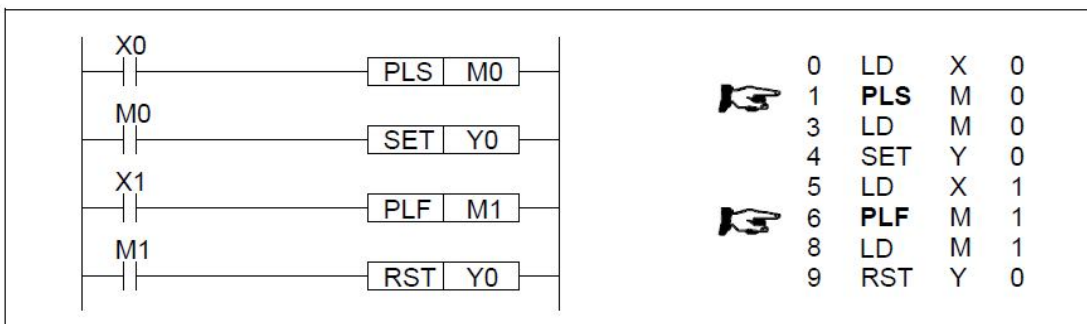 X0
PLS M0
M0
SET Y0
X1
PLF M1
M1
RST Y0
0 LD X 0
1 PLS M 0
3 LD M 0
4 SET Y 0
5 LD X 1
6 PLF M 1
8 LD M 1
9 RST Y 0